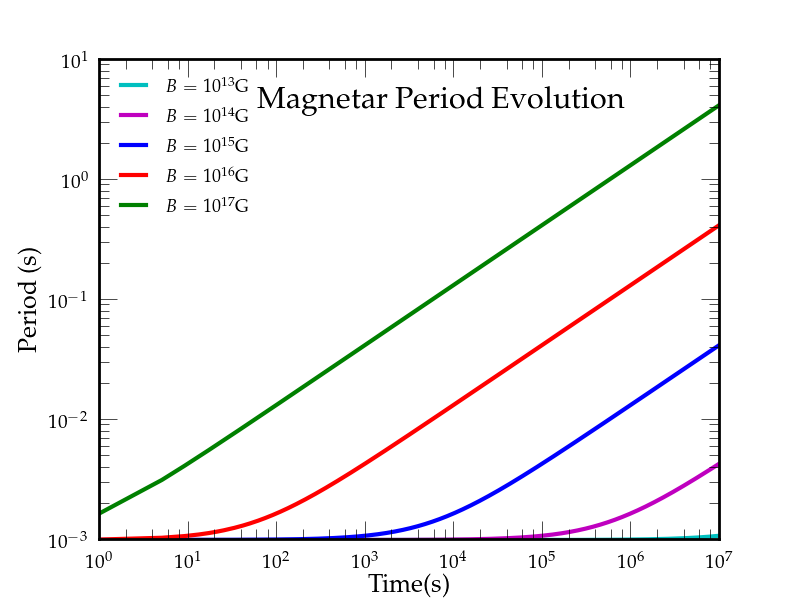 Magnetar Period Evolution
B = 10¹³G
B = 10¹⁴G
B = 10¹⁵G
B = 10¹⁶G
B = 10¹⁷G
Period (s)
10¹
10⁰
10⁻¹
10⁻²
10⁻³
10⁰ 10¹ 10² 10³ 10⁴ 10⁵ 10⁶ 10⁷
Time(s)